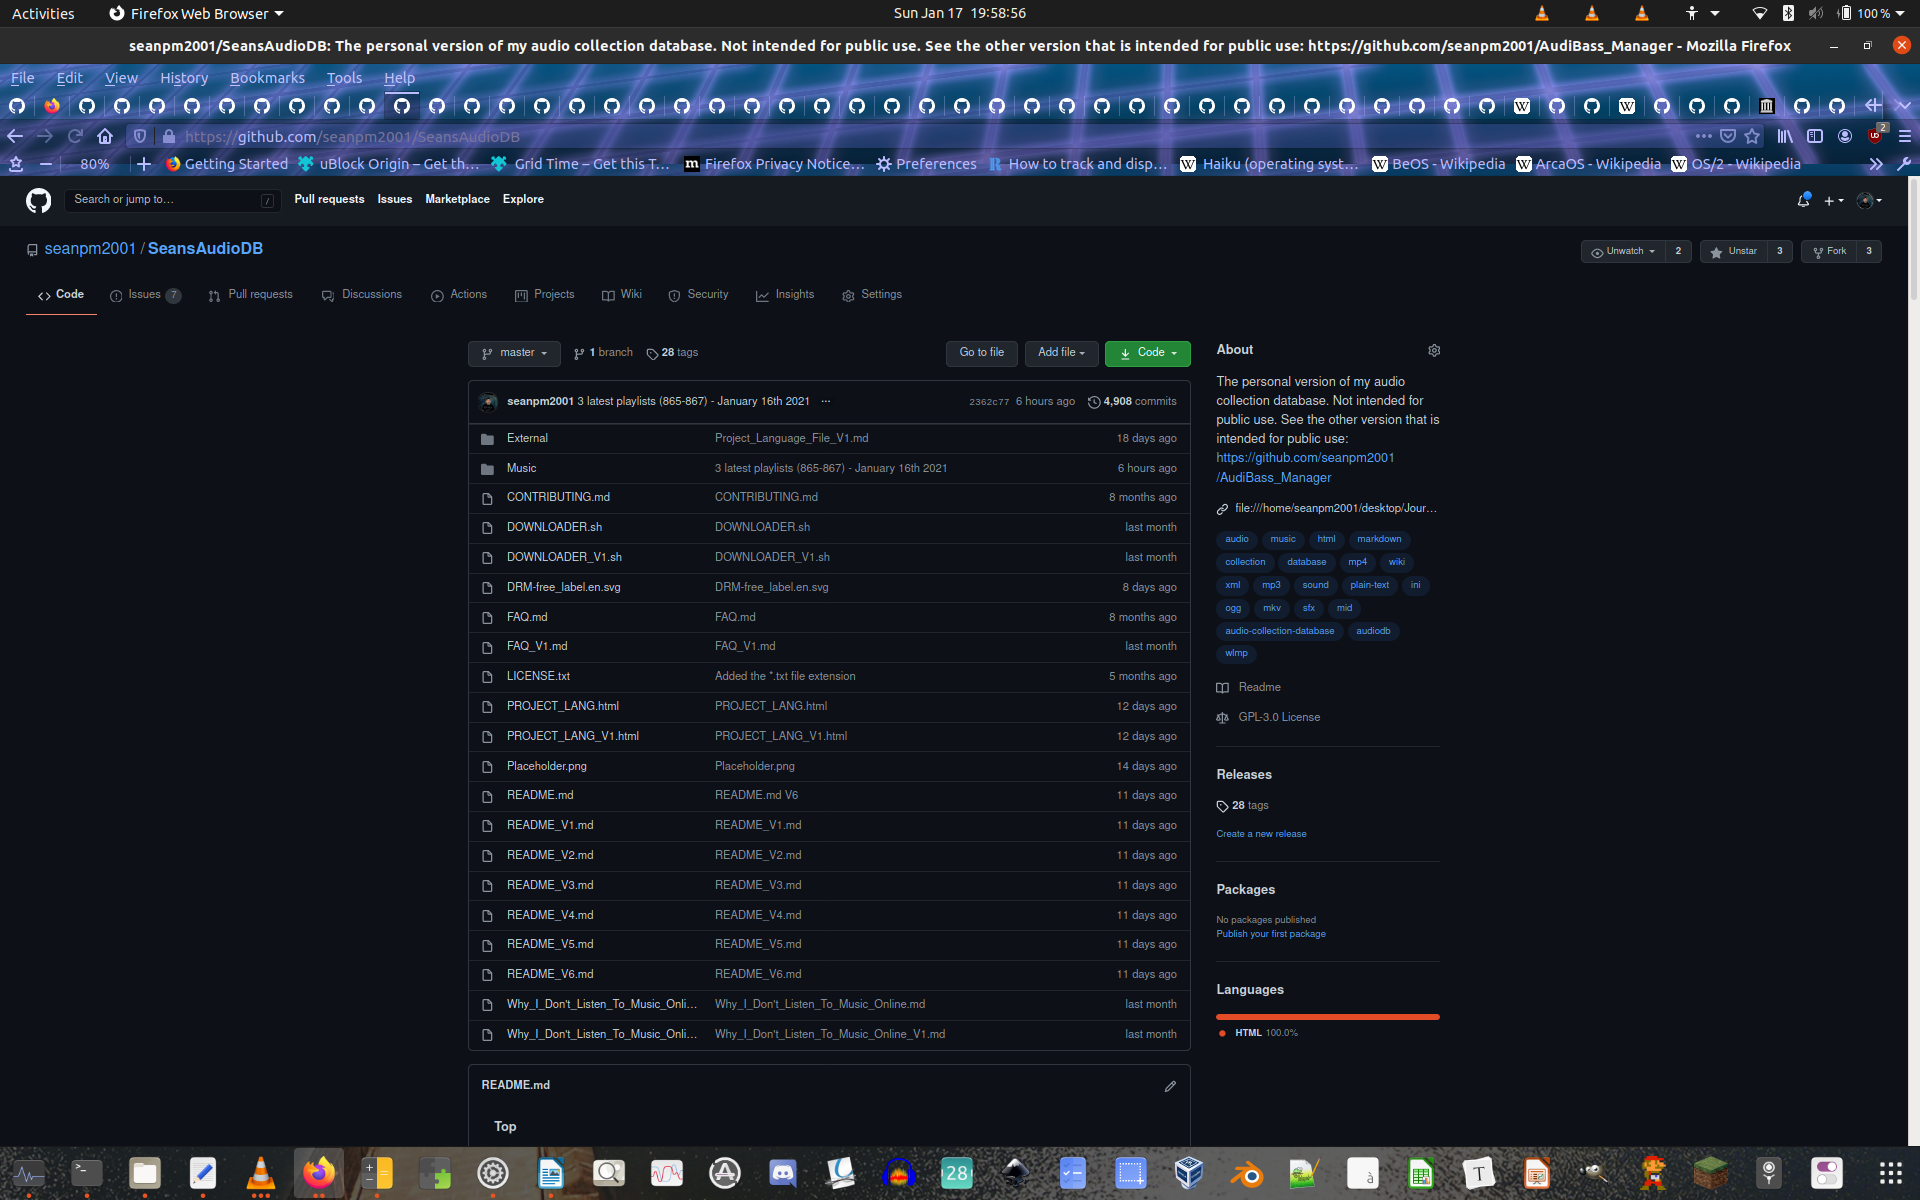 Activities Firefox Web Browser Sun Jan 17 19:58:56 100 %
seanpm2001/SeansAudioDB: The personal version of my audio collection database. Not intended for public use. See the other version that is intended for public use: https://github.com/seanpm2001/AudiBass_Manager - Mozilla Firefox
File Edit View History Bookmarks Tools Help
https://github.com/seanpm2001/SeansAudioDB 2
80% Getting Started uBlock Origin – Get th… Grid Time – Get this T… Firefox Privacy Notice… Preferences How to track and disp… Haiku (operating syst… BeOS - Wikipedia ArcaOS - Wikipedia OS/2 - Wikipedia
Search or jump to… / Pull requests Issues Marketplace Explore
seanpm2001 / SeansAudioDB Unwatch 2 Unstar 3 Fork 3
Code Issues 7 Pull requests Discussions Actions Projects Wiki Security Insights Settings
master 1 branch 28 tags Go to file Add file Code
seanpm2001 3 latest playlists (865-867) - January 16th 2021 ··· 2362c77 6 hours ago 4,908 commits
External Project_Language_File_V1.md 18 days ago
Music 3 latest playlists (865-867) - January 16th 2021 6 hours ago
CONTRIBUTING.md CONTRIBUTING.md 8 months ago
DOWNLOADER.sh DOWNLOADER.sh last month
DOWNLOADER_V1.sh DOWNLOADER_V1.sh last month
DRM-free_label.en.svg DRM-free_label.en.svg 8 days ago
FAQ.md FAQ.md 8 months ago
FAQ_V1.md FAQ_V1.md last month
LICENSE.txt Added the *.txt file extension 5 months ago
PROJECT_LANG.html PROJECT_LANG.html 12 days ago
PROJECT_LANG_V1.html PROJECT_LANG_V1.html 12 days ago
Placeholder.png Placeholder.png 14 days ago
README.md README.md V6 11 days ago
README_V1.md README_V1.md 11 days ago
README_V2.md README_V2.md 11 days ago
README_V3.md README_V3.md 11 days ago
README_V4.md README_V4.md 11 days ago
README_V5.md README_V5.md 11 days ago
README_V6.md README_V6.md 11 days ago
Why_I_Don't_Listen_To_Music_Onli… Why_I_Don't_Listen_To_Music_Online.md last month
Why_I_Don't_Listen_To_Music_Onli… Why_I_Don't_Listen_To_Music_Online_V1.md last month
README.md
Top
About
The personal version of my audio
collection database. Not intended for
public use. See the other version that is
intended for public use:
https://github.com/seanpm2001
/AudiBass_Manager
file:///home/seanpm2001/desktop/Jour…
audio music html markdown
collection database mp4 wiki
xml mp3 sound plain-text ini
ogg mkv sfx mid
audio-collection-database audiodb
wlmp
Readme
GPL-3.0 License
Releases
28 tags
Create a new release
Packages
No packages published
Publish your first package
Languages
HTML 100.0%
28